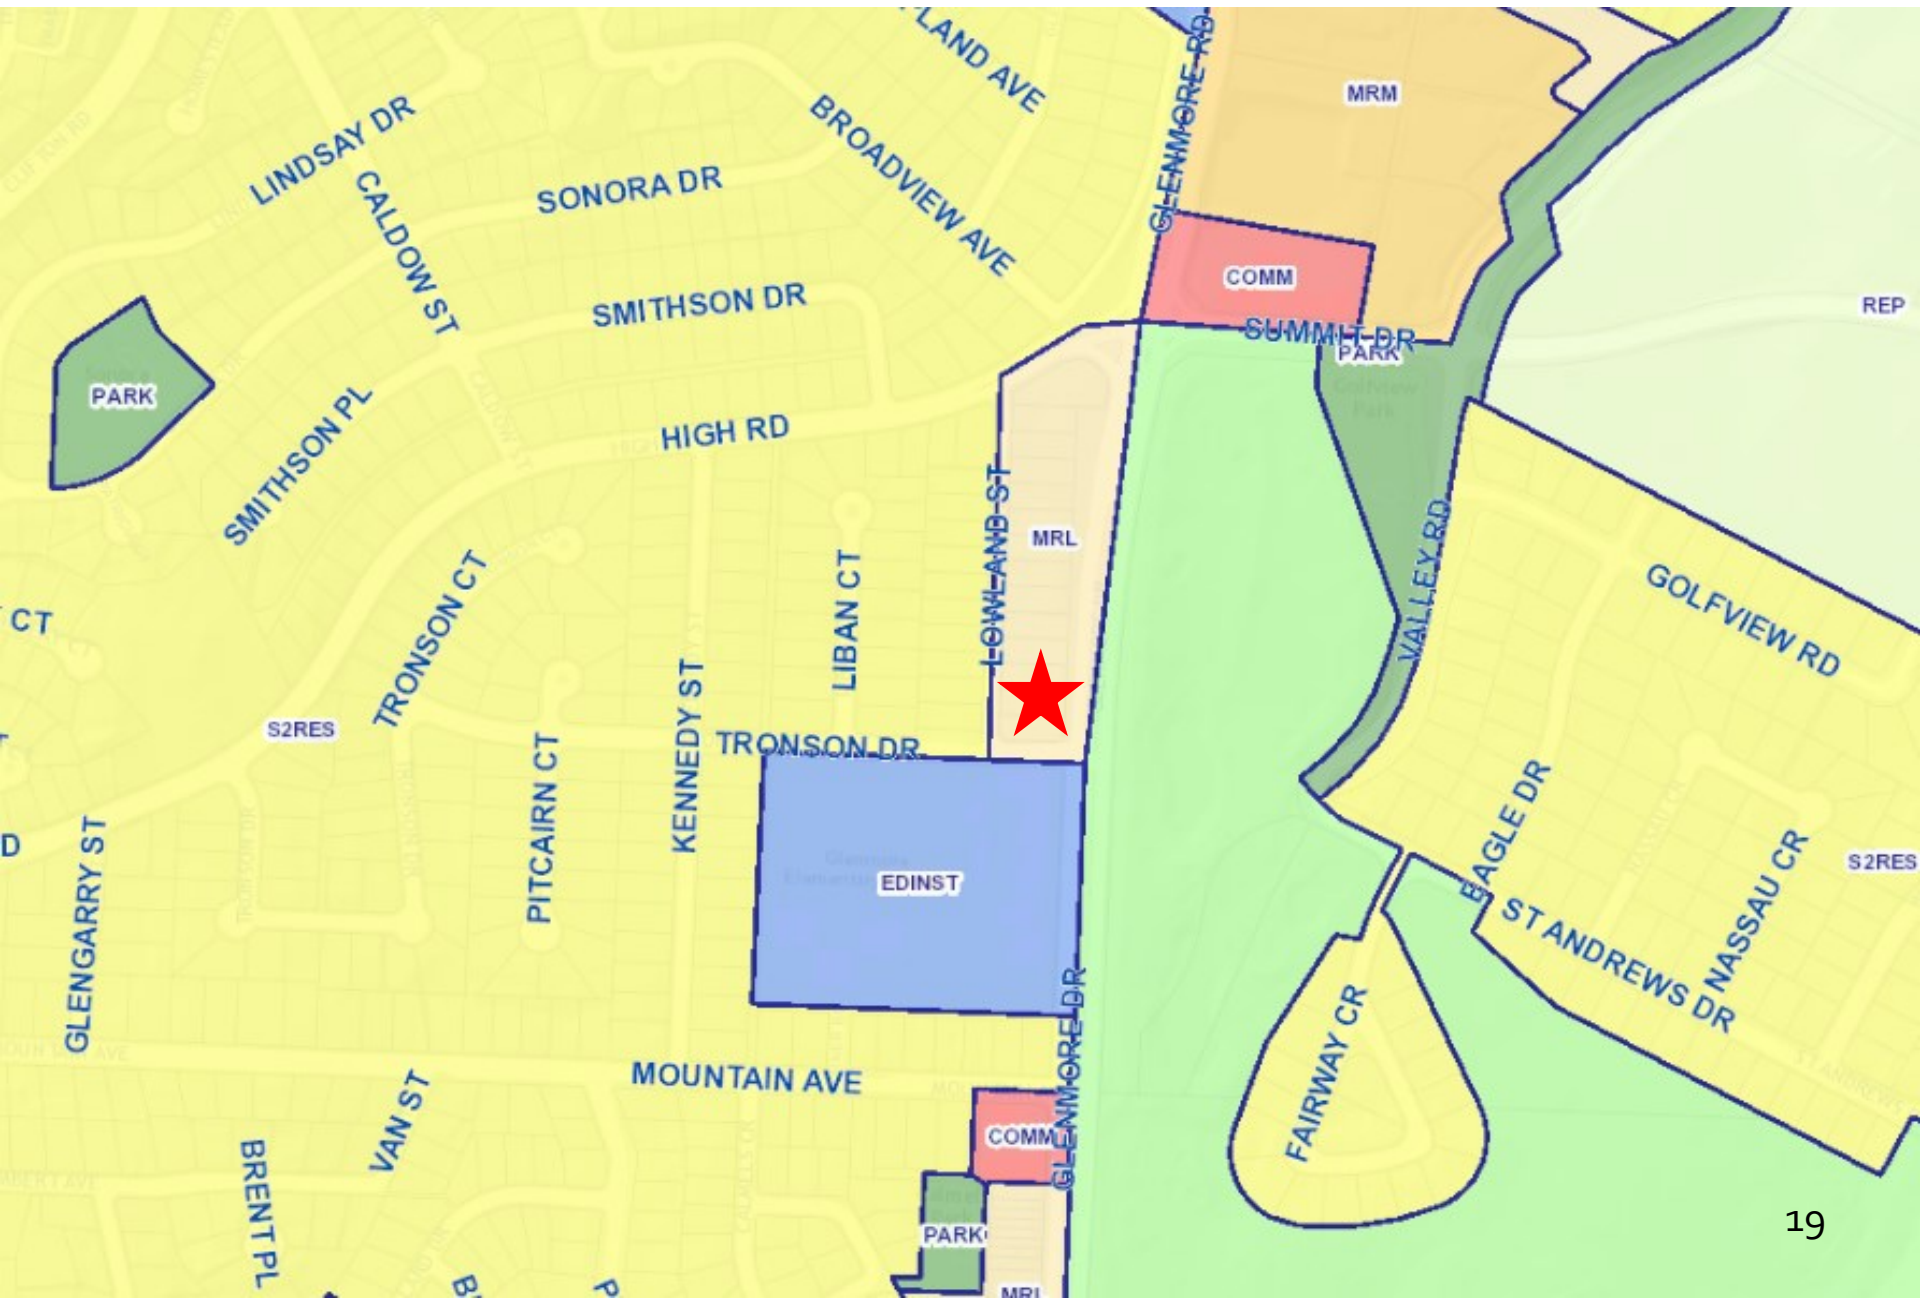 LAND AVE
GLENMORE RD
MRM
LINDSAY DR
BROADVIEW AVE
CALDOW ST
SONORA DR
COMM
REP
SMITHSON DR
SUMMIT DR
PARK
Golfview
Park
PARK
SMITHSON PL
HIGH RD
LOWLAND ST
MRL
VALLEY RD
GOLFVIEW RD
CT
TRONSON CT
LIBAN CT
KENNEDY ST
S2RES
TRONSON DR
PITCAIRN CT
EAGLE DR
NASSAU CR
S2RES
D
GLENGARRY ST
EDINST
ST ANDREWS DR
GLENMORE DR
FAIRWAY CR
MOUNTAIN AVE
VAN ST
COMM
BRENT PL
PARK
MRL
19